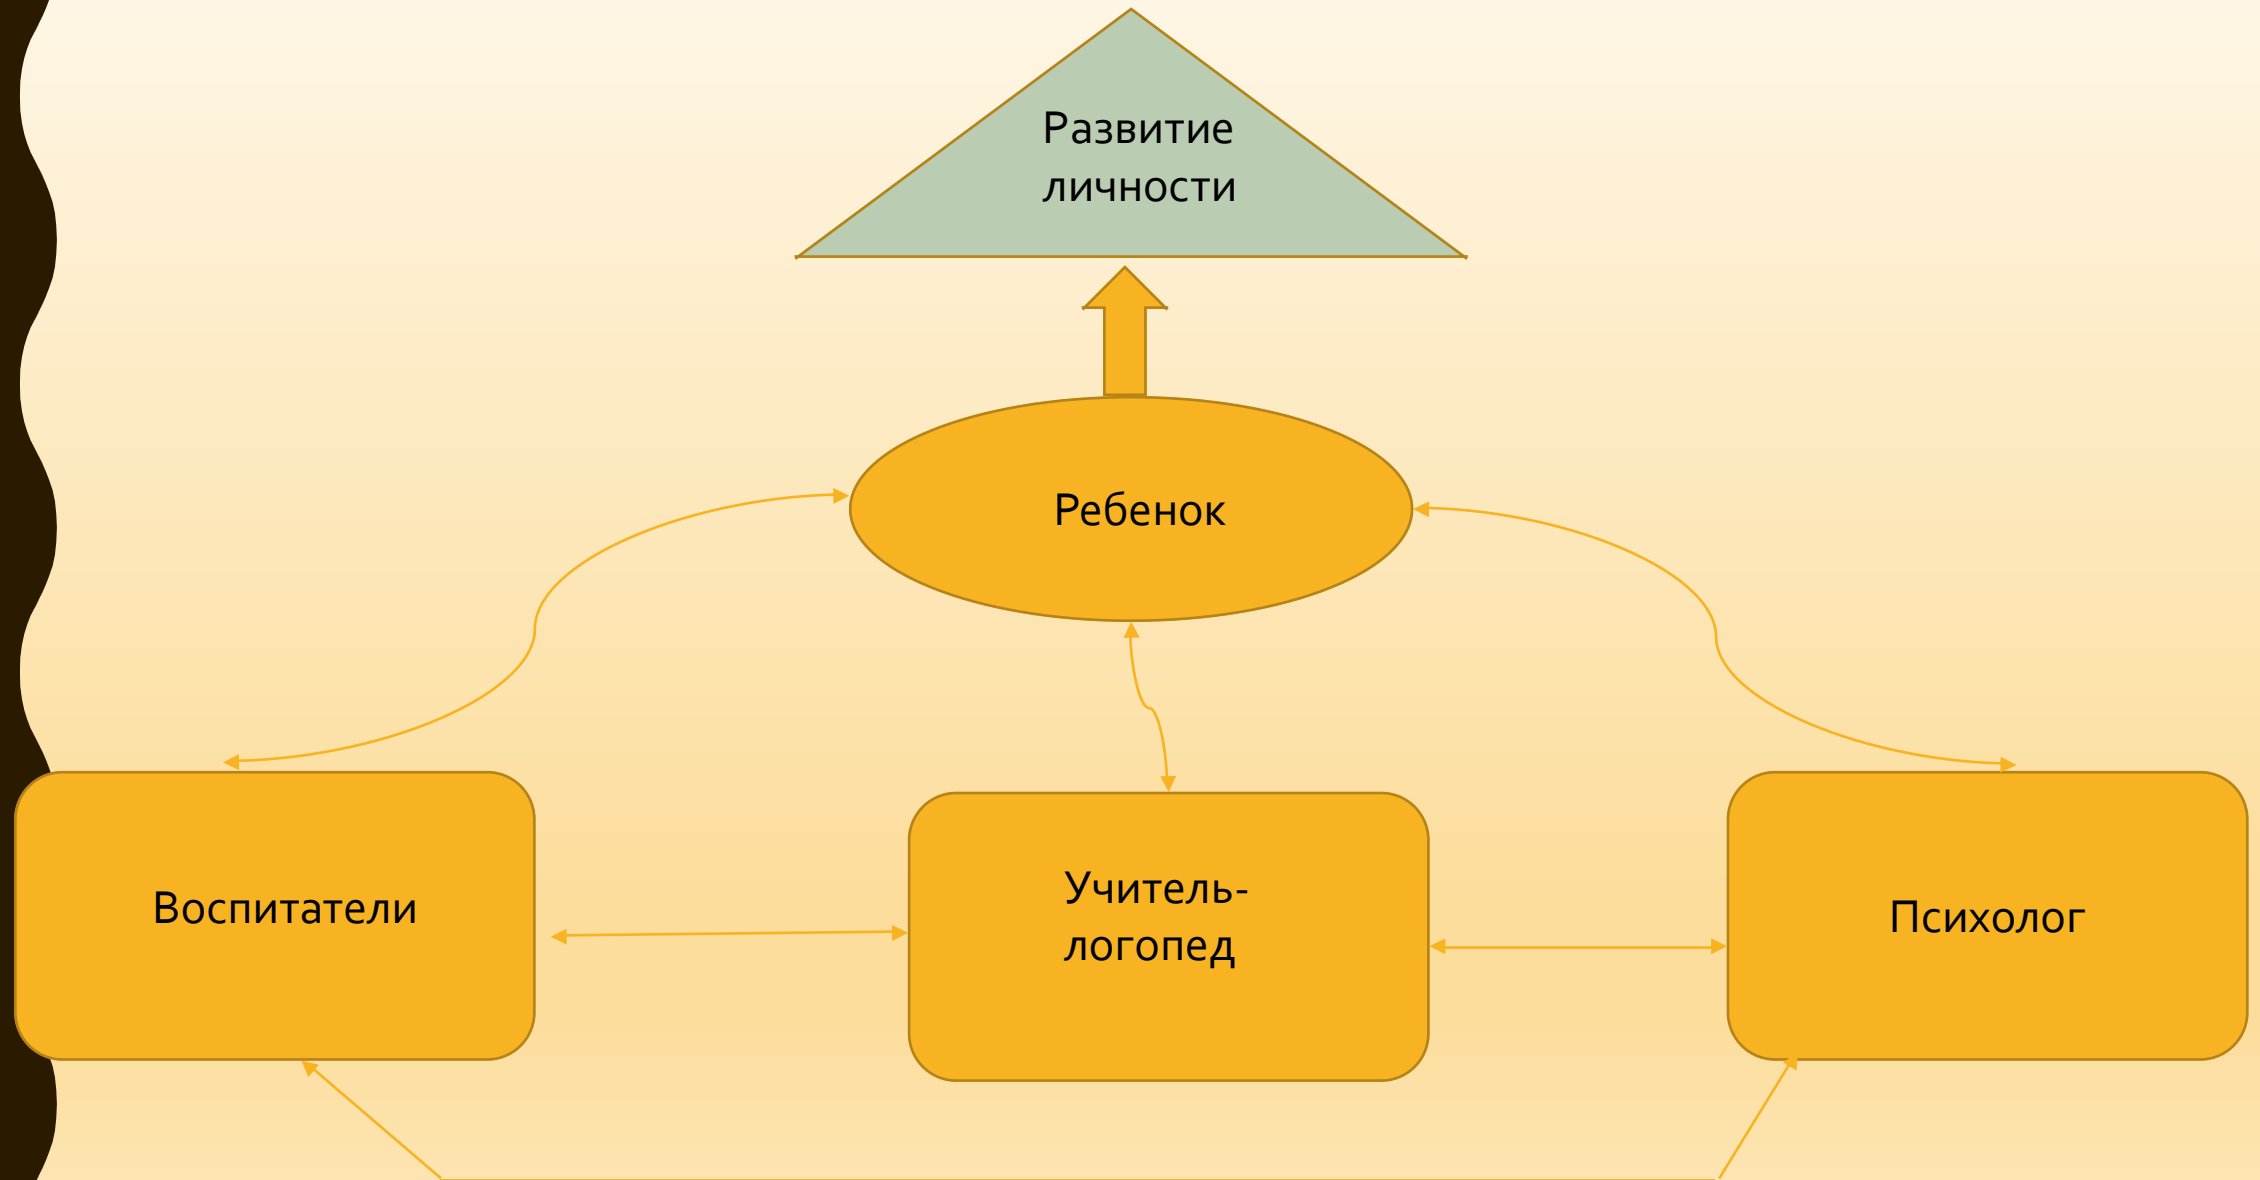 Развитие
личности
Ребенок
Воспитатели
Учитель-
логопед
Психолог